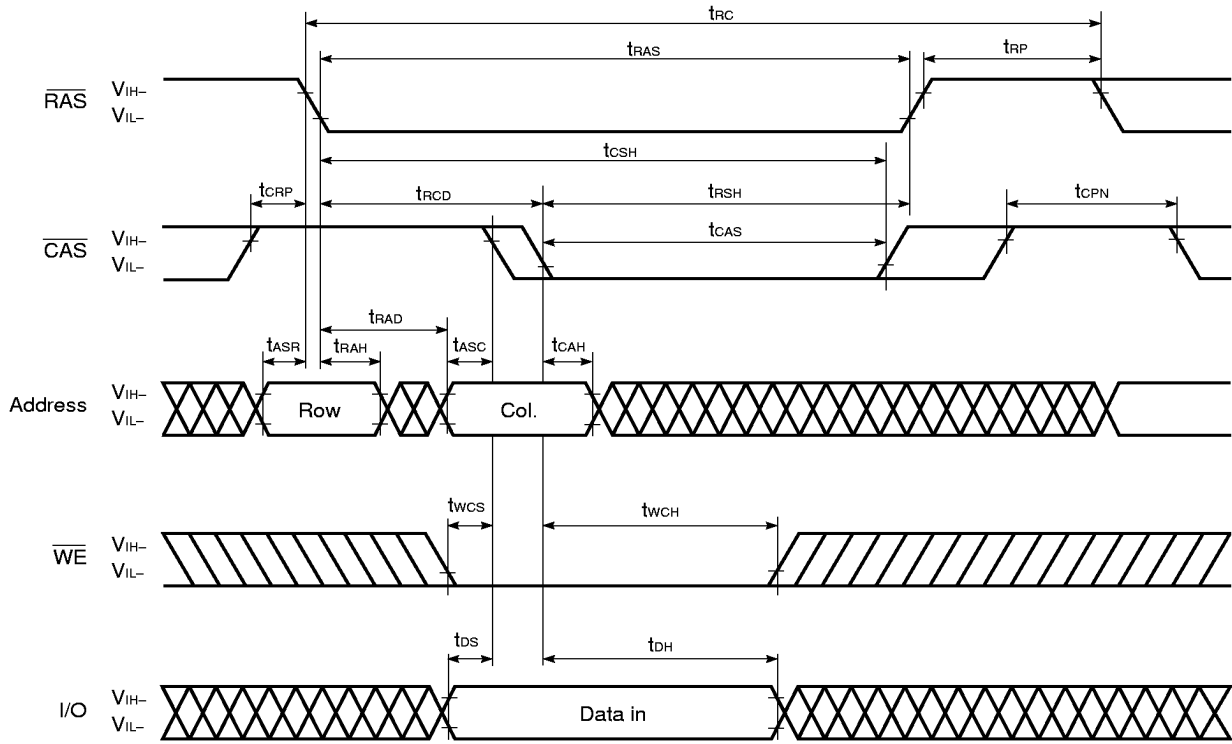 tRC
tRAS
tRP
RAS
VIH–
VIL–
tCSH
tCRP
tRCD
tRSH
tCPN
CAS
VIH–
VIL–
tCAS
tRAD
tASR
tRAH
tASC
tCAH
Address
VIH–
VIL–
Row
Col.
tWCS
tWCH
WE
VIH–
VIL–
tDS
tDH
I/O
VIH–
VIL–
Data in